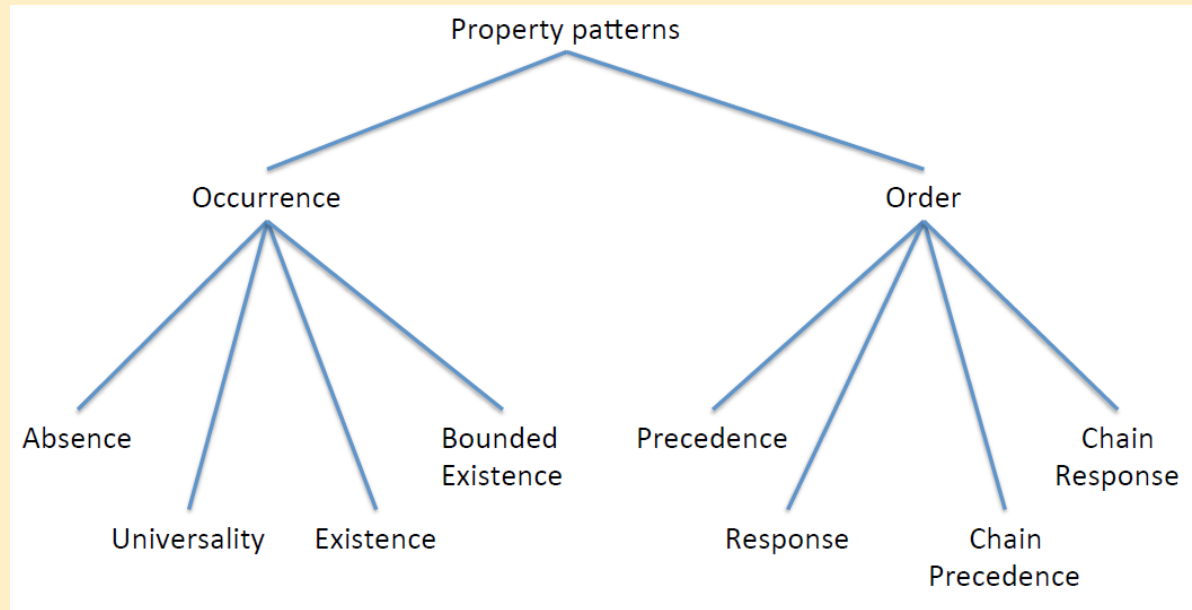 Property patterns
Occurrence
Order
Absence
Bounded
Existence
Precedence
Chain
Response
Universality
Existence
Response
Chain
Precedence